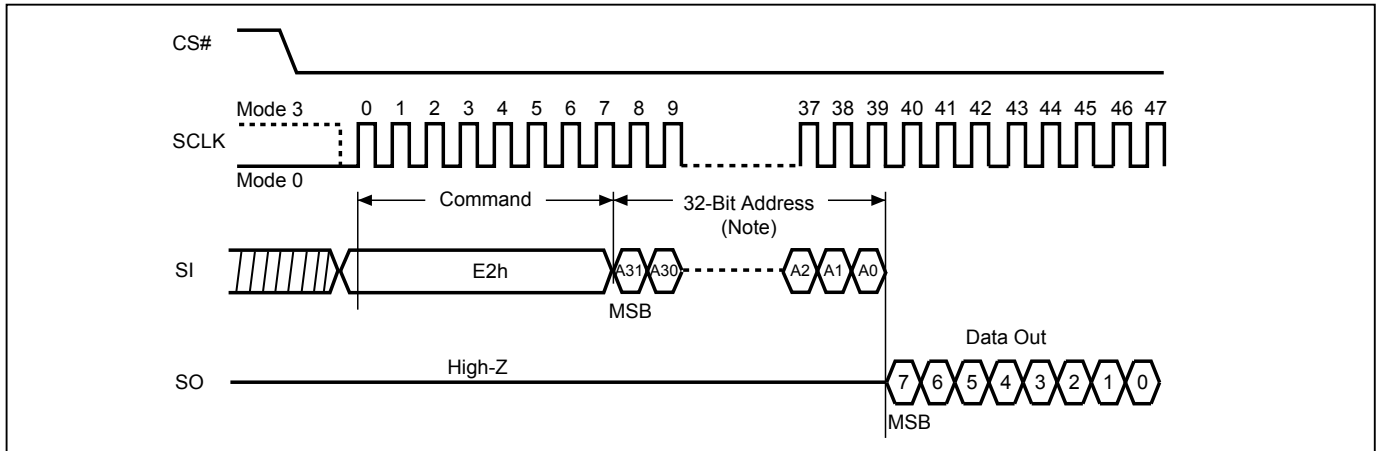 CS#
Mode 3
0 1 2 3 4 5 6 7 8 9 37 38 39 40 41 42 43 44 45 46 47
SCLK
Mode 0
Command
32-Bit Address
(Note)
SI
E2h
A31 A30 A2 A1 A0
MSB
Data Out
High-Z
SO
7 6 5 4 3 2 1 0
MSB